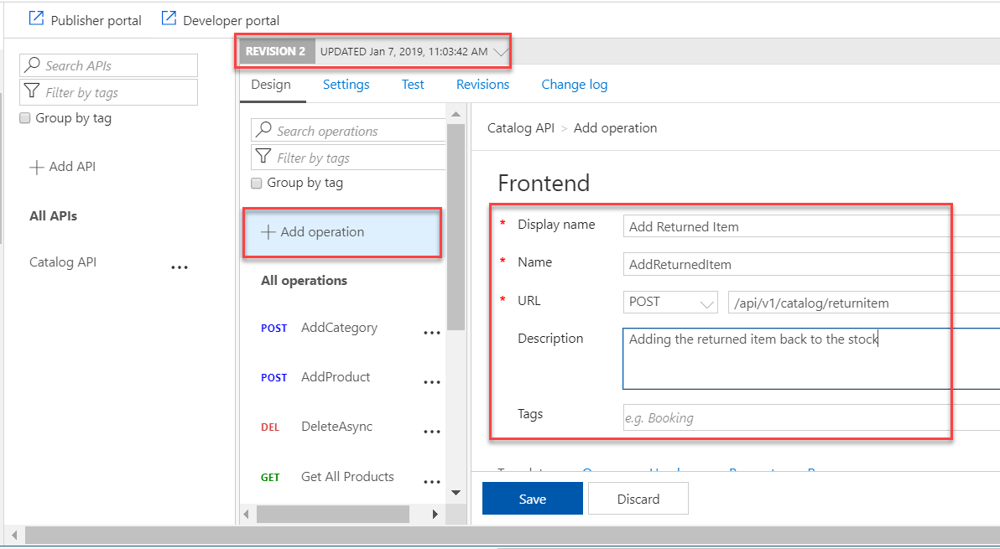 Publisher portal Developer portal
REVISION 2 UPDATED Jan 7, 2019, 11:03:42 AM
Search APIs
Filter by tags
Group by tag
Add API
All APIs
Catalog API ...
Design Settings Test Revisions Change log
Search operations
Filter by tags
Group by tag
Add operation
All operations
POST AddCategory ...
POST AddProduct ...
DEL DeleteAsync ...
GET Get All Products ...
Catalog API > Add operation
Frontend
* Display name Add Returned Item
* Name AddReturnedItem
* URL POST /api/v1/catalog/returnitem
Description Adding the returned item back to the stock
Tags e.g. Booking
Save Discard